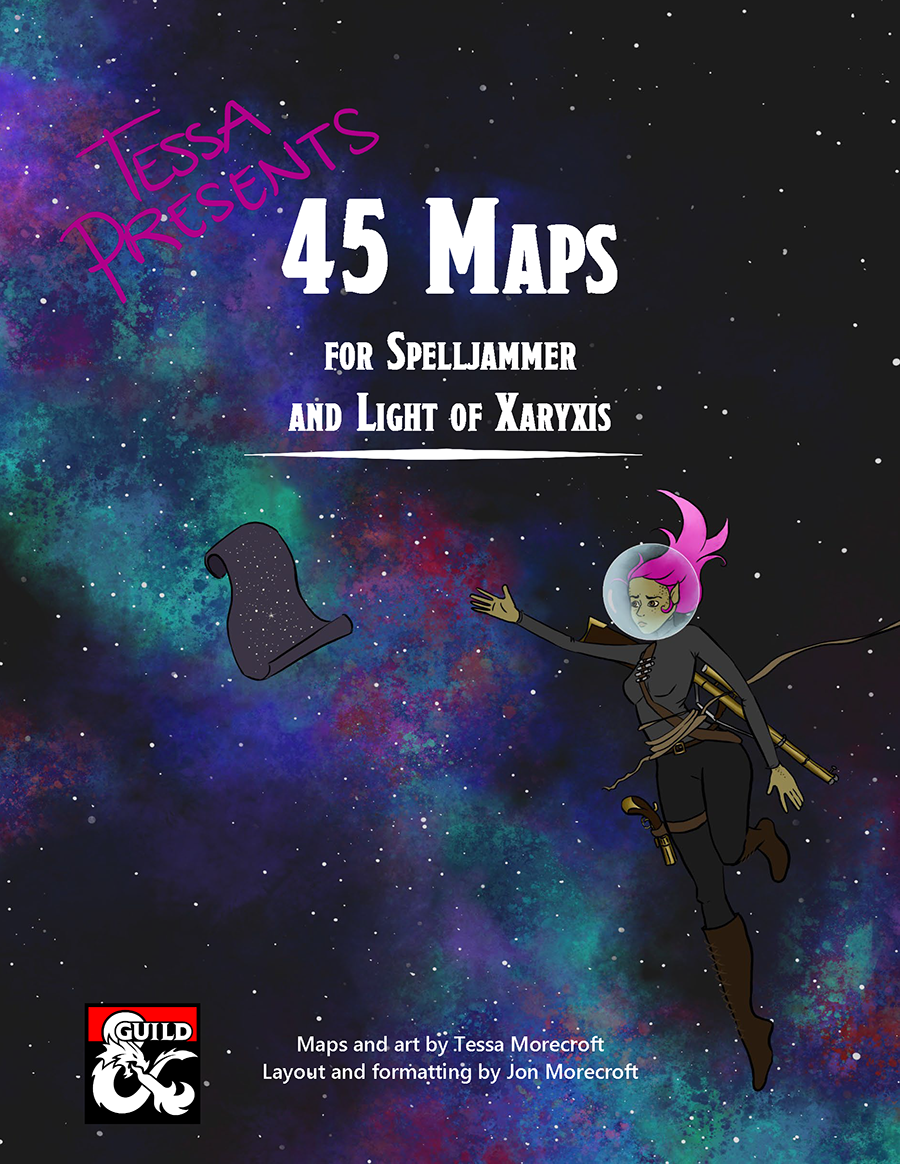 TESSA
PRESENTS
45 Maps
for Spelljammer
and Light of Xaryxis
GUILD
Maps and art by Tessa Morecroft
Layout and formatting by Jon Morecroft